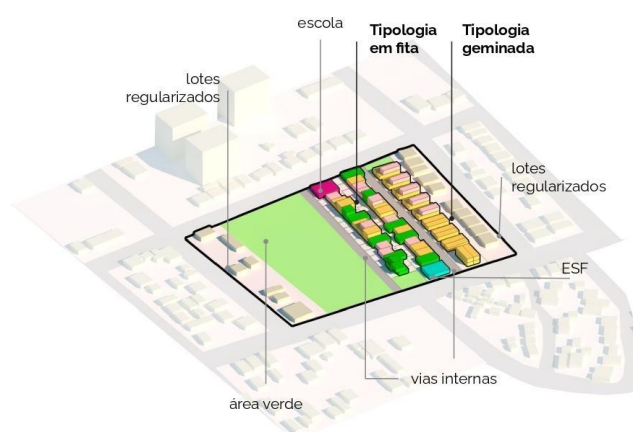 escola
Tipologia
em fita
Tipologia
geminada
lotes
regularizados
lotes
regularizados
ESF
vias internas
área verde